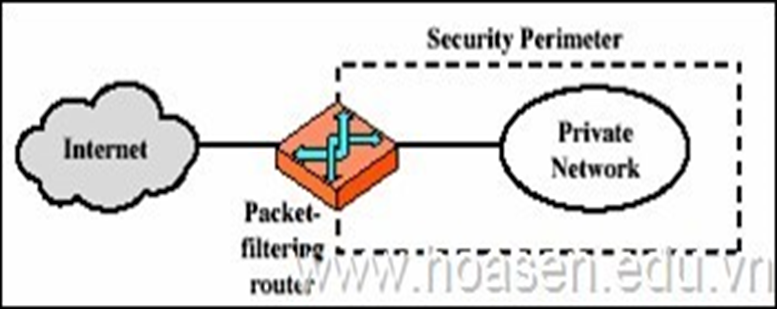 Security Perimeter
Internet
Private
Network
Packet-
filtering
router
www.hoasen.edu.vn